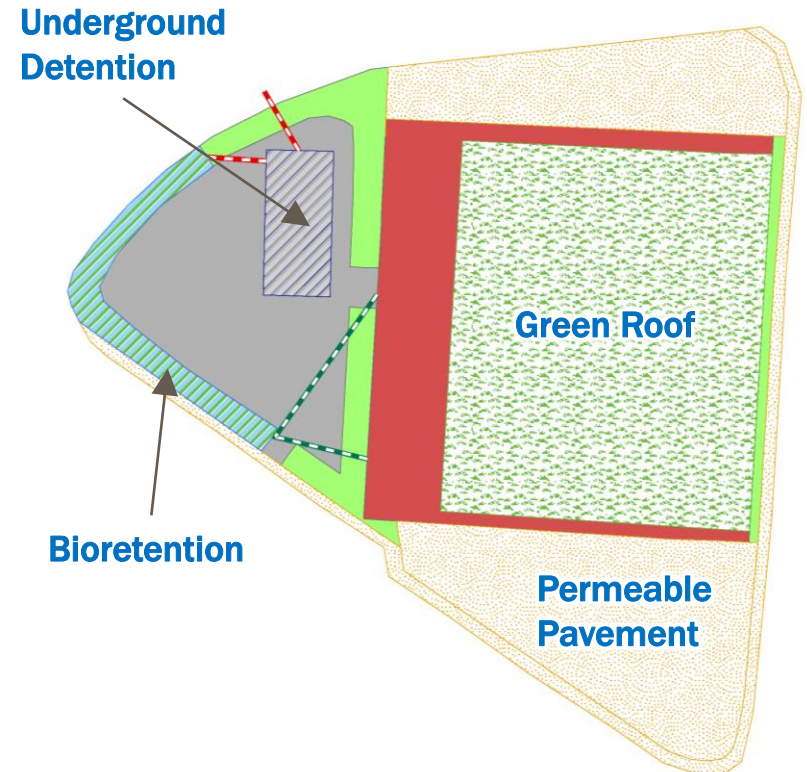 Underground
Detention
Green Roof
Bioretention
Permeable
Pavement